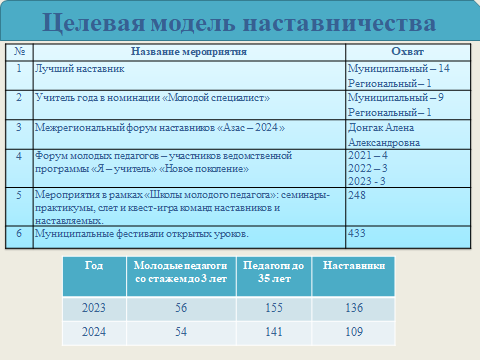 Целевая модель наставничества
№ Название мероприятия Охват
1 Лучший наставник Муниципальный – 14
Региональный – 1
2 Учитель года в номинации «Молодой специалист» Муниципальный – 9
Региональный – 1
3 Межрегиональный форум наставников «Азас – 2024» Донгак Алена
Александровна
4 Форум молодых педагогов – участников ведомственной 2021 – 4
программы «Я – учитель» «Новое поколение» 2022 – 3
2023 - 3
5 Мероприятия в рамках «Школы молодого педагога»: семинары- 248
практикумы, слет и квест-игра команд наставников и
наставляемых.
6 Муниципальные фестивали открытых уроков. 433
Год Молодые педагоги Педагоги до Наставники
со стажем до 3 лет 35 лет
2023 56 155 136
2024 54 141 109